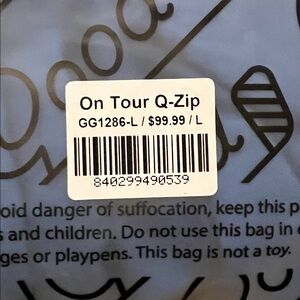 Good
On Tour Q-Zip
GG1286-L / $99.99 / L
840299490539
oid danger of suffocation, keep this p
s and children. Do not use this bag in
ges or playpens. This bag is not a toy.